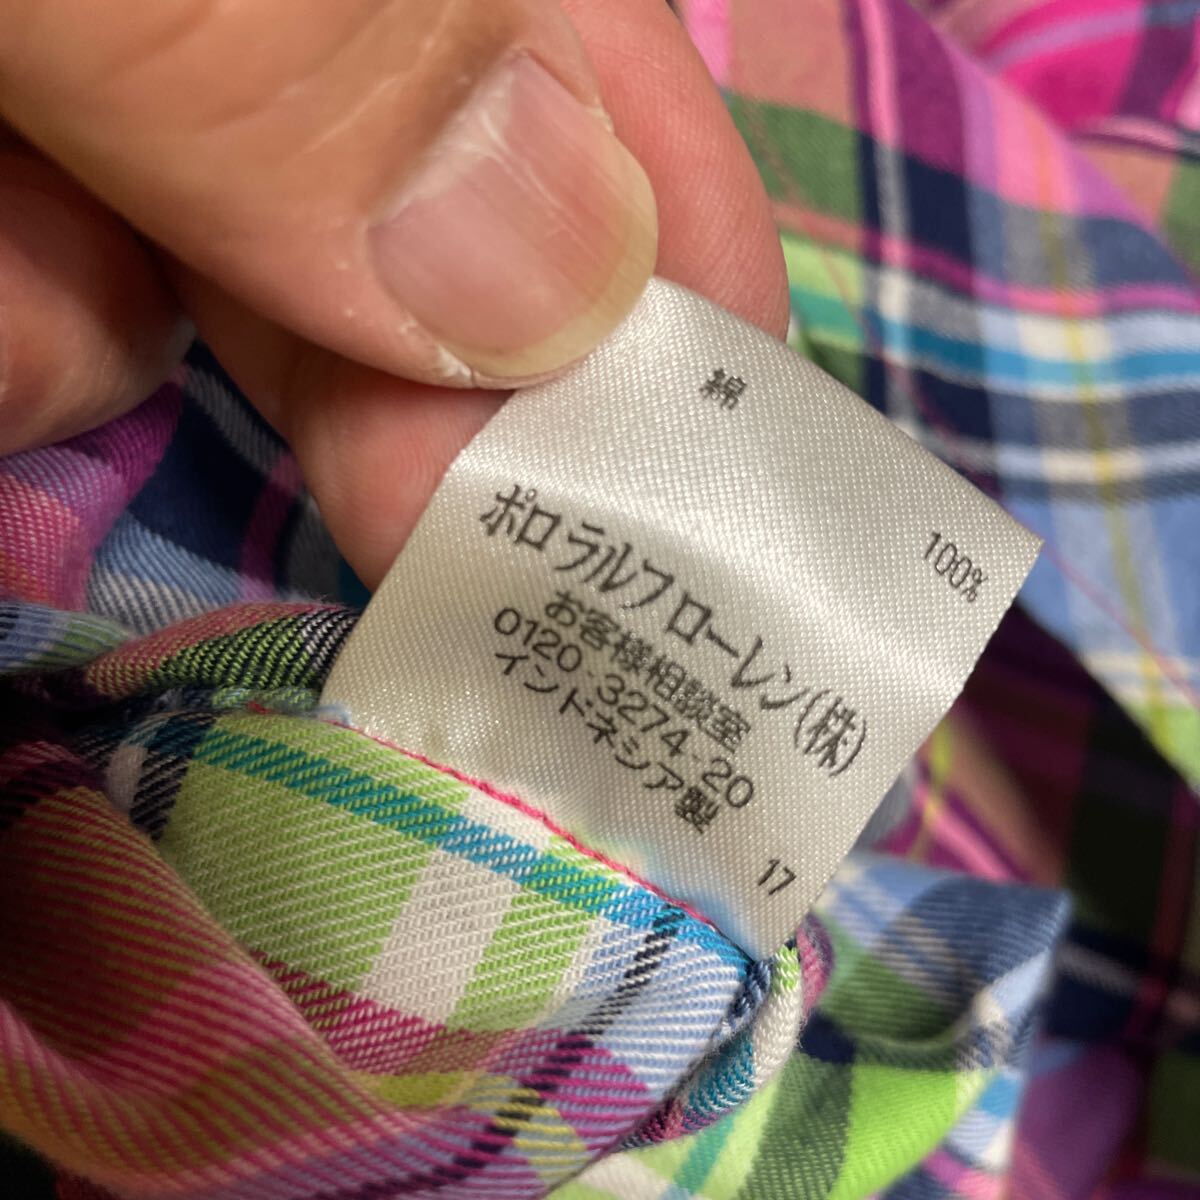 綿 100%
ポロ ラルフ ローレン(株)
お客様相談室
0120-3274-20
インドネシア製
17